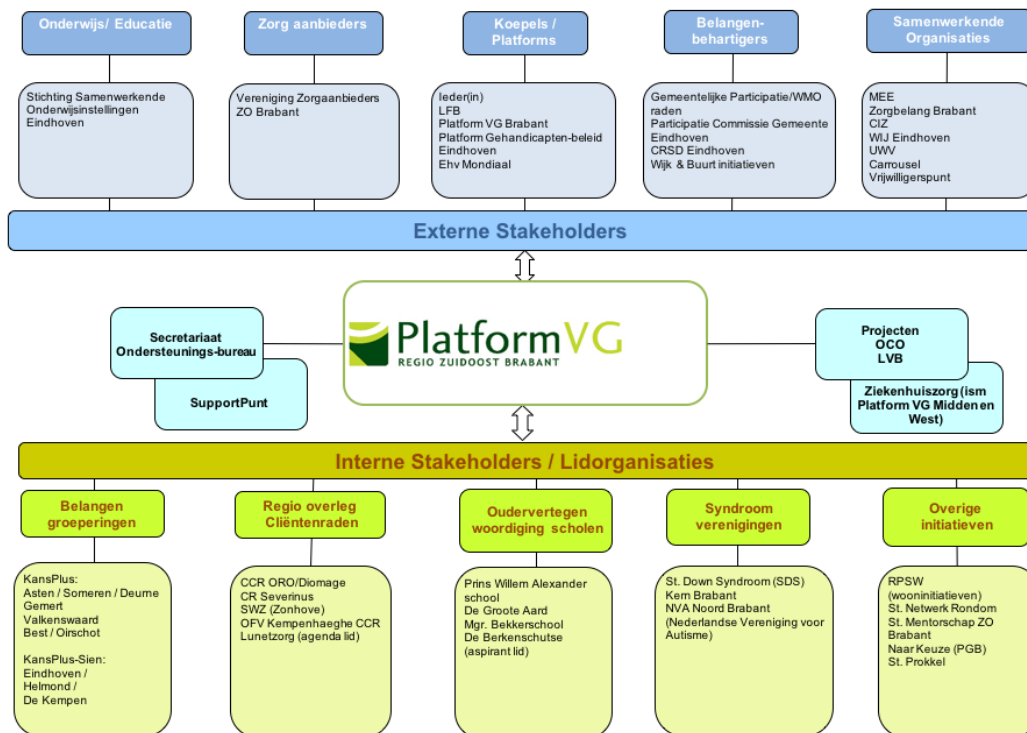 Onderwijs/ Educatie
Zorg aanbieders
Koepels /
Platforms
Belangen-
behartigers
Samenwerkende
Organisaties
Stichting Samenwerkende
Onderwijsinstellingen
Eindhoven
Vereniging Zorgaanbieders
ZO Brabant
Ieder(in)
LFB
Platform VG Brabant
Platform Gehandicapten-beleid
Eindhoven
Ehv Mondiaal
Gemeentelijke Participatie/WMO
raden
Participatie Commissie Gemeente
Eindhoven
CRSD Eindhoven
Wijk & Buurt initiatieven
MEE
Zorgbelang Brabant
CIZ
WIJ Eindhoven
UWV
Carrousel
Vrijwilligerspunt
Externe Stakeholders
Secretariaat
Ondersteunings-bureau
SupportPunt
PlatformVG
REGIO ZUIDOOST BRABANT
Projecten
OCO
LVB
Ziekenhuiszorg (ism
Platform VG Midden en
West)
Interne Stakeholders / Lidorganisaties
Belangen
groeperingen
Regio overleg
Cliëntenraden
Oudervertegen
woordiging scholen
Syndroom
verenigingen
Overige
initiatieven
KansPlus:
Asten / Someren / Deurne
Gemert
Valkenswaard
Best / Oirschot
KansPlus-Sien:
Eindhoven /
Helmond /
De Kempen
CCR ORO/Diomage
CR Severinus
SWZ (Zonhove)
OFV Kempenhaeghe CCR
Lunetzorg (agenda lid)
Prins Willem Alexander
school
De Groote Aard
Mgr. Bekkerschool
De Berkenschutse
(aspirant lid)
St. Down Syndroom (SDS)
Kern Brabant
NVA Noord Brabant
(Nederlandse Vereniging voor
Autisme)
RPSW
(wooninitiatieven)
St. Netwerk Rondom
St. Mentorschap ZO
Brabant
Naar Keuze (PGB)
St. Prokkel